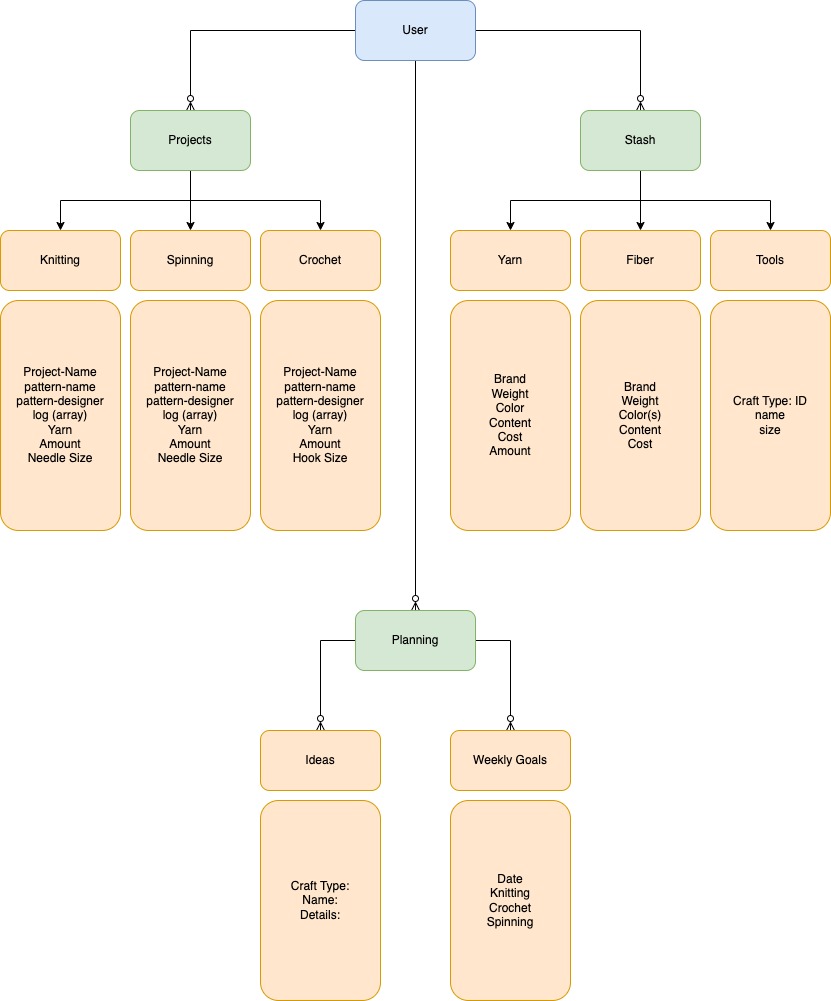 User
Projects
Stash
Knitting
Spinning
Crochet
Yarn
Fiber
Tools
Project-Name
pattern-name
pattern-designer
log (array)
Yarn
Amount
Needle Size
Project-Name
pattern-name
pattern-designer
log (array)
Yarn
Amount
Needle Size
Project-Name
pattern-name
pattern-designer
log (array)
Yarn
Amount
Hook Size
Brand
Weight
Color
Content
Cost
Amount
Brand
Weight
Color(s)
Content
Cost
Craft Type: ID
name
size
Planning
Ideas
Weekly Goals
Craft Type:
Name:
Details:
Date
Knitting
Crochet
Spinning